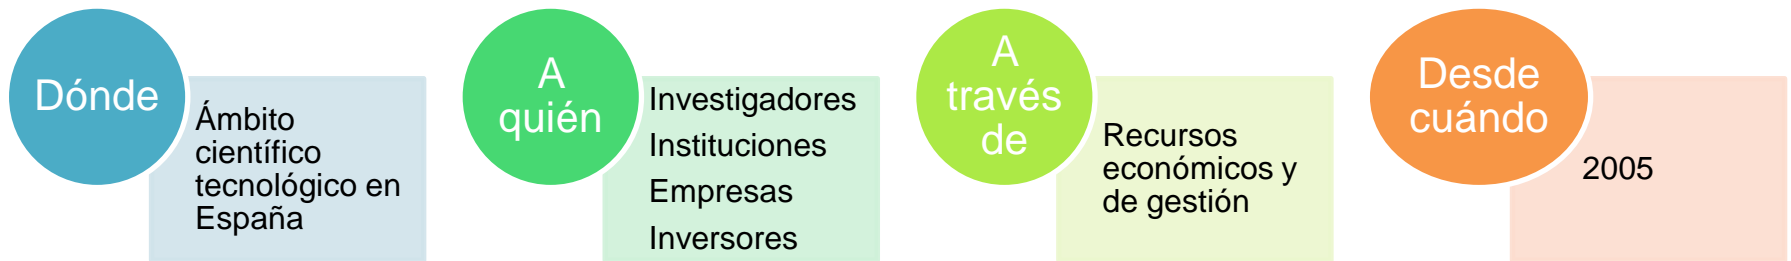 Dónde
Ámbito
científico
tecnológico en
España
A
quién
Investigadores
Instituciones
Empresas
Inversores
A
través
de
Recursos
económicos y
de gestión
Desde
cuándo
2005